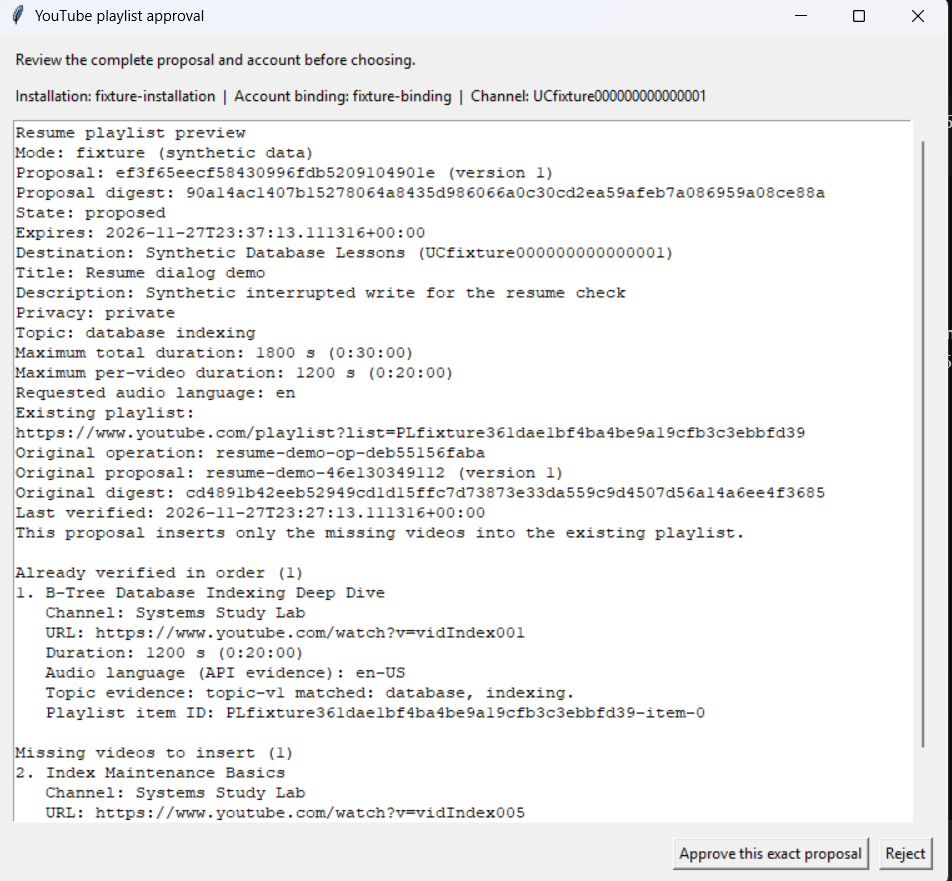 YouTube playlist approval
Review the complete proposal and account before choosing.
Installation: fixture-installation | Account binding: fixture-binding | Channel: UCfixture000000000000001
Resume playlist preview
Mode: fixture (synthetic data)
Proposal: ef3f65eecf58430996fdb5209104901e (version 1)
Proposal digest: 90a14ac1407b15278064a8435d986066a0c30cd2ea59afeb7a086959a08ce88a
State: proposed
Expires: 2026-11-27T23:37:13.111316+00:00
Destination: Synthetic Database Lessons (UCfixture000000000000001)
Title: Resume dialog demo
Description: Synthetic interrupted write for the resume check
Privacy: private
Topic: database indexing
Maximum total duration: 1800 s (0:30:00)
Maximum per-video duration: 1200 s (0:20:00)
Requested audio language: en
Existing playlist:
https://www.youtube.com/playlist?list=PLfixture361dae1bf4ba4be9a19cfb3c3ebbfd39
Original operation: resume-demo-op-deb55156faba
Original proposal: resume-demo-46e130349112 (version 1)
Original digest: cd4891b42eeb52949cd1d15ffc7d73873e33da559c9d4507d56a14a6ee4f3685
Last verified: 2026-11-27T23:27:13.111316+00:00
This proposal inserts only the missing videos into the existing playlist.
Already verified in order (1)
1. B-Tree Database Indexing Deep Dive
Channel: Systems Study Lab
URL: https://www.youtube.com/watch?v=vidIndex001
Duration: 1200 s (0:20:00)
Audio language (API evidence): en-US
Topic evidence: topic-v1 matched: database, indexing.
Playlist item ID: PLfixture361dae1bf4ba4be9a19cfb3c3ebbfd39-item-0
Missing videos to insert (1)
2. Index Maintenance Basics
Channel: Systems Study Lab
URL: https://www.youtube.com/watch?v=vidIndex005
Approve this exact proposal
Reject